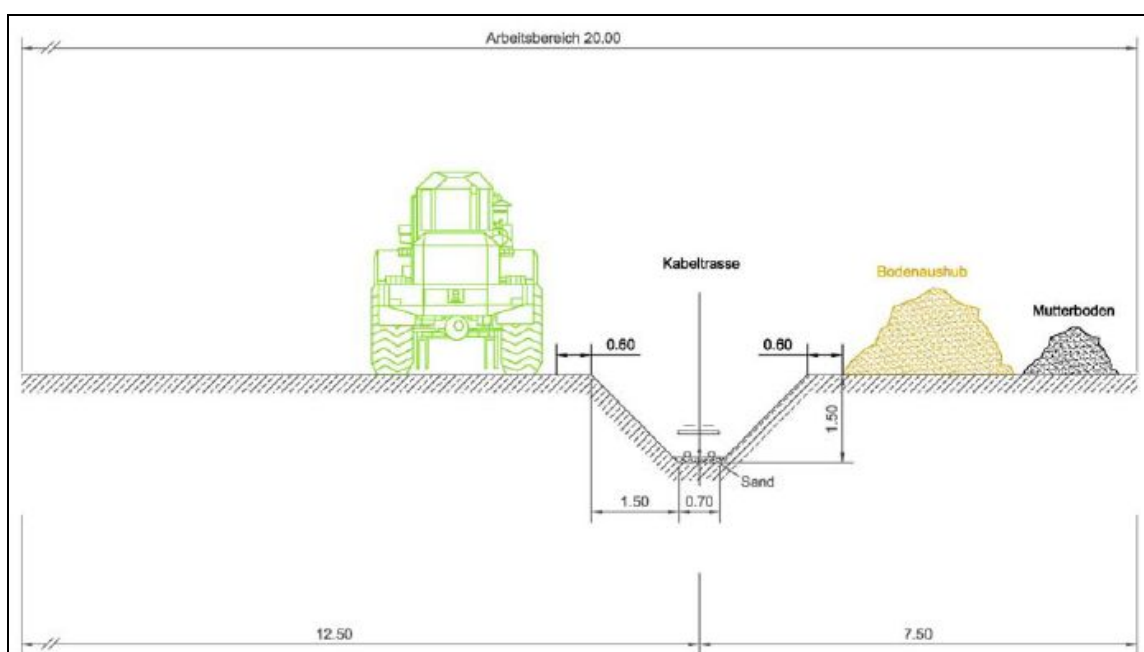 Arbeitsbereich 20.00
Kabeltrasse
Bodenaushub
Mutterboden
0.60
0.60
1.50
Sand
1.50
0.70
12.50
7.50